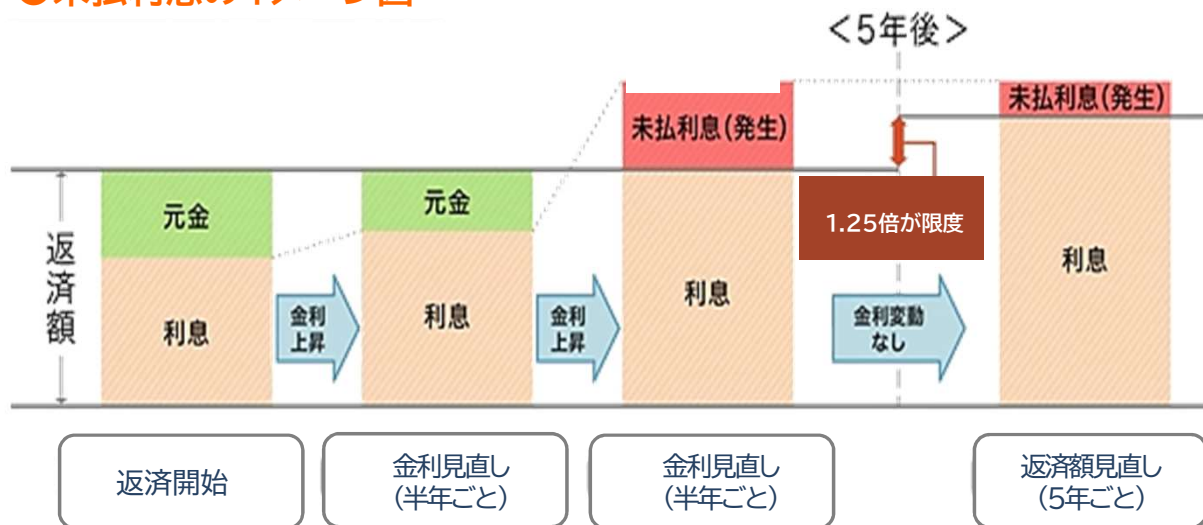 ＜5年後＞
未払利息(発生)
未払利息(発生)
元金
元金
1.25倍が限度
返済額
利息
利息
利息
利息
金利
上昇
金利
上昇
金利変動
なし
返済開始
金利見直し
(半年ごと)
金利見直し
(半年ごと)
返済額見直し
(5年ごと)